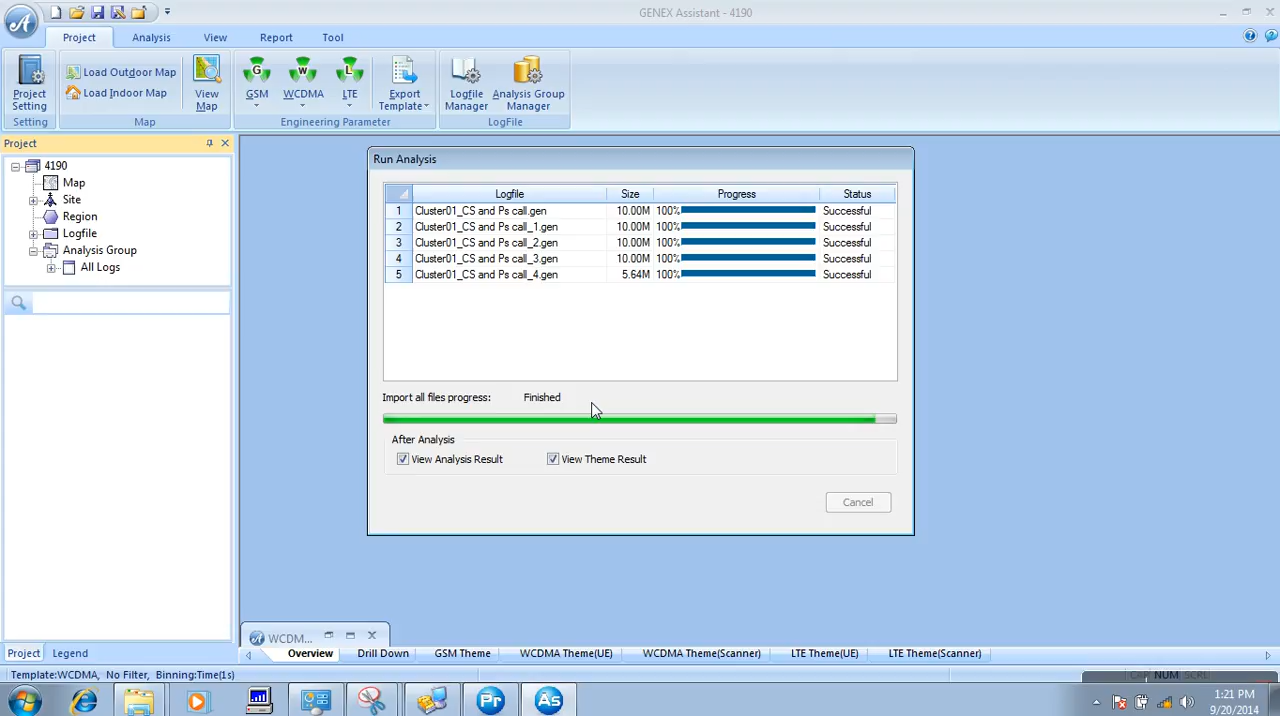 GENEX Assistant - 4190
Project Analysis View Report Tool
Project Setting
Load Outdoor Map
Load Indoor Map
View Map
GSM WCDMA LTE
Export Template
Logfile Manager
Analysis Group Manager
Setting Map Engineering Parameter LogFile
Project
4190
Map
Site
Region
Logfile
Analysis Group
All Logs
Run Analysis
Logfile Size Progress Status
1 Cluster01_CS and Ps call.gen 10.00M 100% Successful
2 Cluster01_CS and Ps call_1.gen 10.00M 100% Successful
3 Cluster01_CS and Ps call_2.gen 10.00M 100% Successful
4 Cluster01_CS and Ps call_3.gen 10.00M 100% Successful
5 Cluster01_CS and Ps call_4.gen 5.64M 100% Successful
Import all files progress: Finished
After Analysis
View Analysis Result View Theme Result
Cancel
WCDM...
Project Legend
Overview Drill Down GSM Theme WCDMA Theme(UE) WCDMA Theme(Scanner) LTE Theme(UE) LTE Theme(Scanner)
Template:WCDMA, No Filter, Binning:Time(1s)
CAP NUM SCRL
Pr As
1:21 PM
9/20/2014